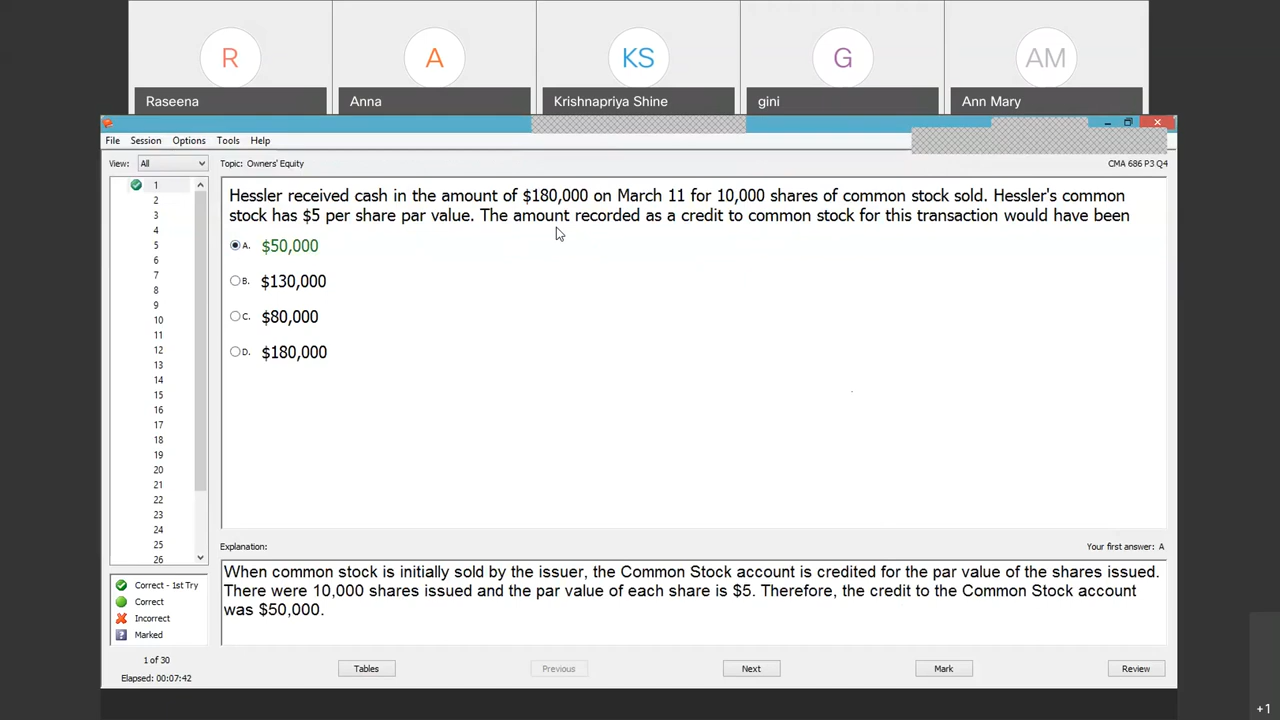 R
A
KS
G
AM
Raseena
Anna
Krishnapriya Shine
gini
Ann Mary
File Session Options Tools Help
View: All
Topic: Owners' Equity
CMA 686 P3 Q4
1
2
3
4
5
6
7
8
9
10
11
12
13
14
15
16
17
18
19
20
21
22
23
24
25
26
Hessler received cash in the amount of $180,000 on March 11 for 10,000 shares of common stock sold. Hessler's common
stock has $5 per share par value. The amount recorded as a credit to common stock for this transaction would have been
A. $50,000
B. $130,000
C. $80,000
D. $180,000
Explanation:
Your first answer: A
When common stock is initially sold by the issuer, the Common Stock account is credited for the par value of the shares issued.
There were 10,000 shares issued and the par value of each share is $5. Therefore, the credit to the Common Stock account
was $50,000.
Correct - 1st Try
Correct
Incorrect
Marked
1 of 30
Elapsed: 00:07:42
Tables
Previous
Next
Mark
Review
+1